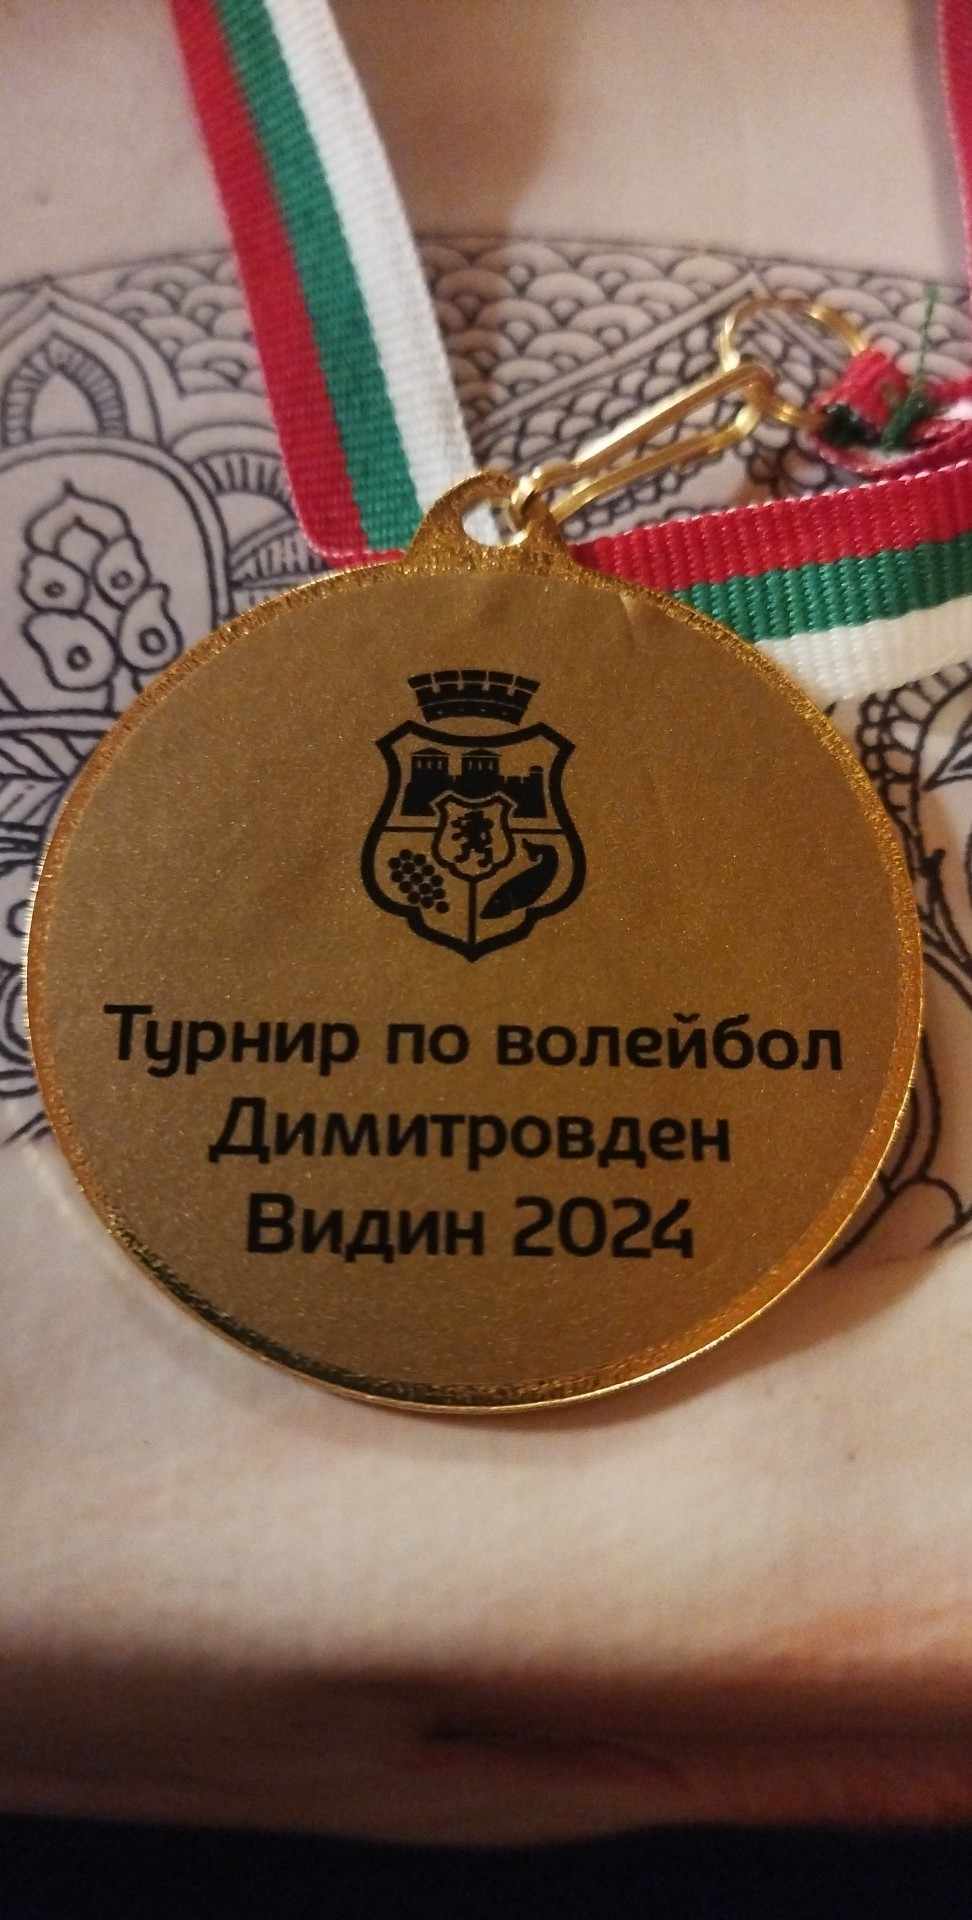 Турнир по волейбол
Димитровден
Видин 2024